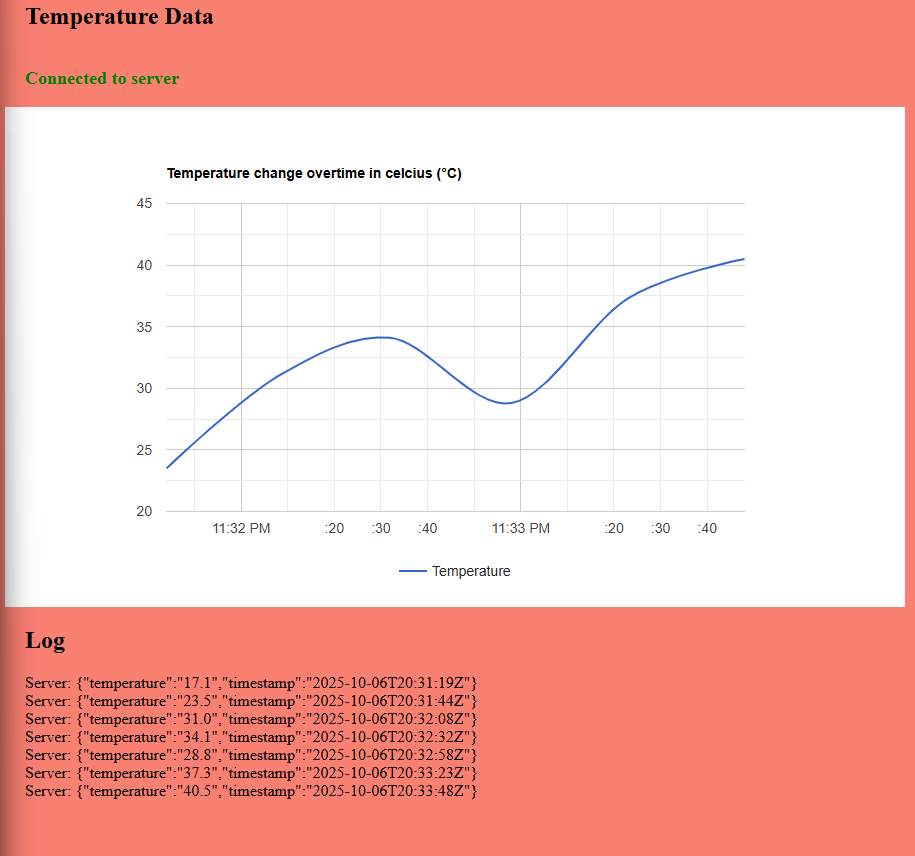 Temperature Data
Connected to server
Temperature change overtime in celcius (°C)
45
40
35
30
25
20
11:32 PM :20 :30 :40 11:33 PM :20 :30 :40
Temperature
Log
Server: {"temperature":"17.1","timestamp":"2025-10-06T20:31:19Z"}
Server: {"temperature":"23.5","timestamp":"2025-10-06T20:31:44Z"}
Server: {"temperature":"31.0","timestamp":"2025-10-06T20:32:08Z"}
Server: {"temperature":"34.1","timestamp":"2025-10-06T20:32:32Z"}
Server: {"temperature":"28.8","timestamp":"2025-10-06T20:32:58Z"}
Server: {"temperature":"37.3","timestamp":"2025-10-06T20:33:23Z"}
Server: {"temperature":"40.5","timestamp":"2025-10-06T20:33:48Z"}